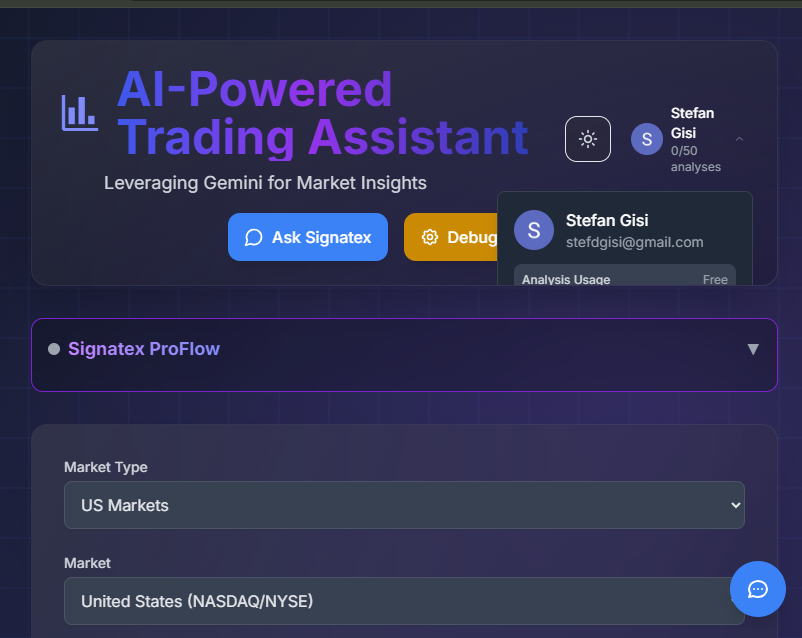 AI-Powered
Trading Assistant
Leveraging Gemini for Market Insights
S
Stefan
Gisi
0/50
analyses
Ask Signatex
Debug
S
Stefan Gisi
stefdgisi@gmail.com
Analysis Usage
Free
Signatex ProFlow
Market Type
US Markets
Market
United States (NASDAQ/NYSE)